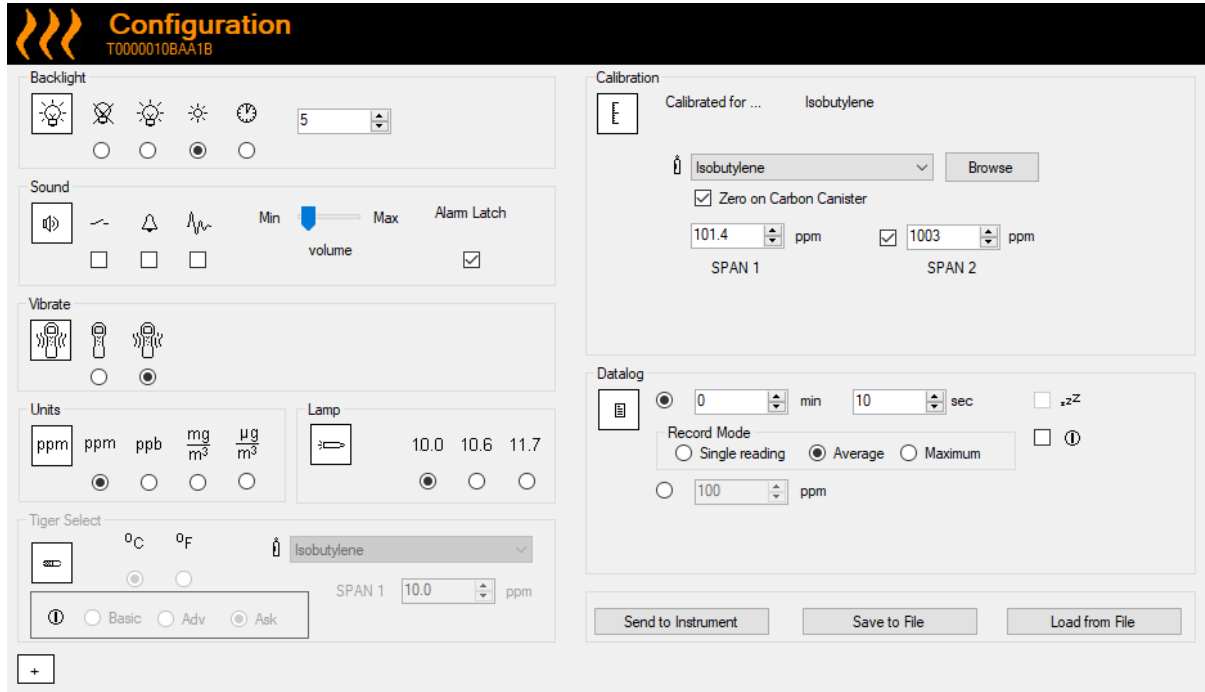 Configuration
T0000010BAA1B
Backlight
5
Sound
Min
Max
Alarm Latch
volume
Vibrate
Units
ppm
ppm
ppb
mg
m³
µg
m³
Lamp
10.0
10.6
11.7
Tiger Select
⁰C
⁰F
Isobutylene
SPAN 1
10.0
ppm
Basic
Adv
Ask
+
Calibration
Calibrated for ...
Isobutylene
Isobutylene
Browse
Zero on Carbon Canister
101.4
ppm
1003
ppm
SPAN 1
SPAN 2
Datalog
0
min
10
sec
zzZ
Record Mode
Single reading
Average
Maximum
100
ppm
Send to Instrument
Save to File
Load from File